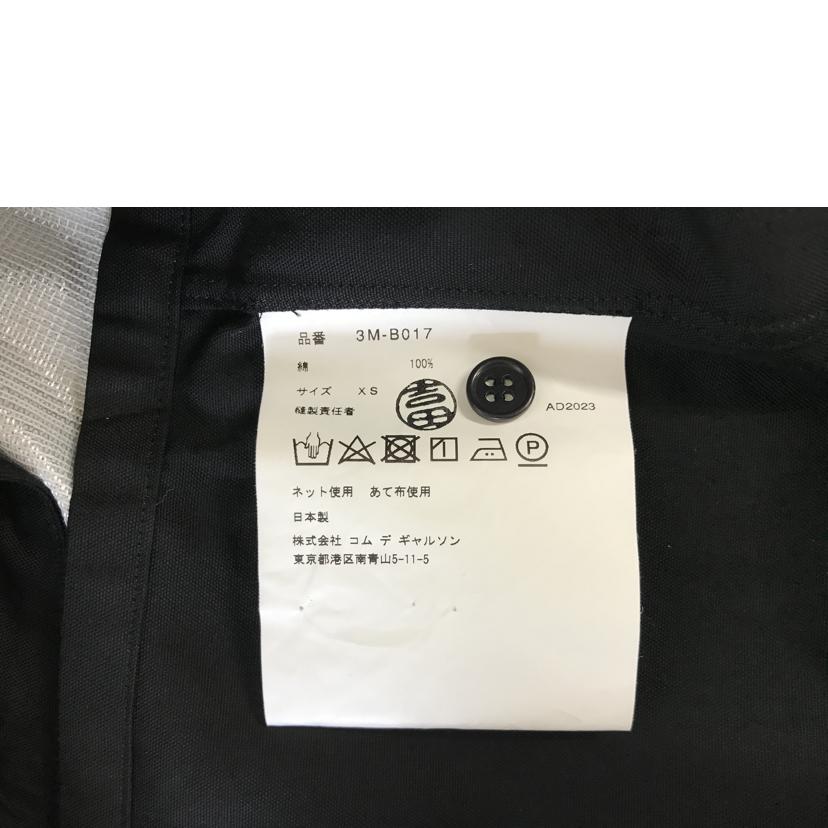 品番 3M-B017
綿 100%
サイズ XS
縫製責任者 吉田 AD2023
P
ネット使用 あて布使用
日本製
株式会社 コム デ ギャルソン
東京都港区南青山5-11-5